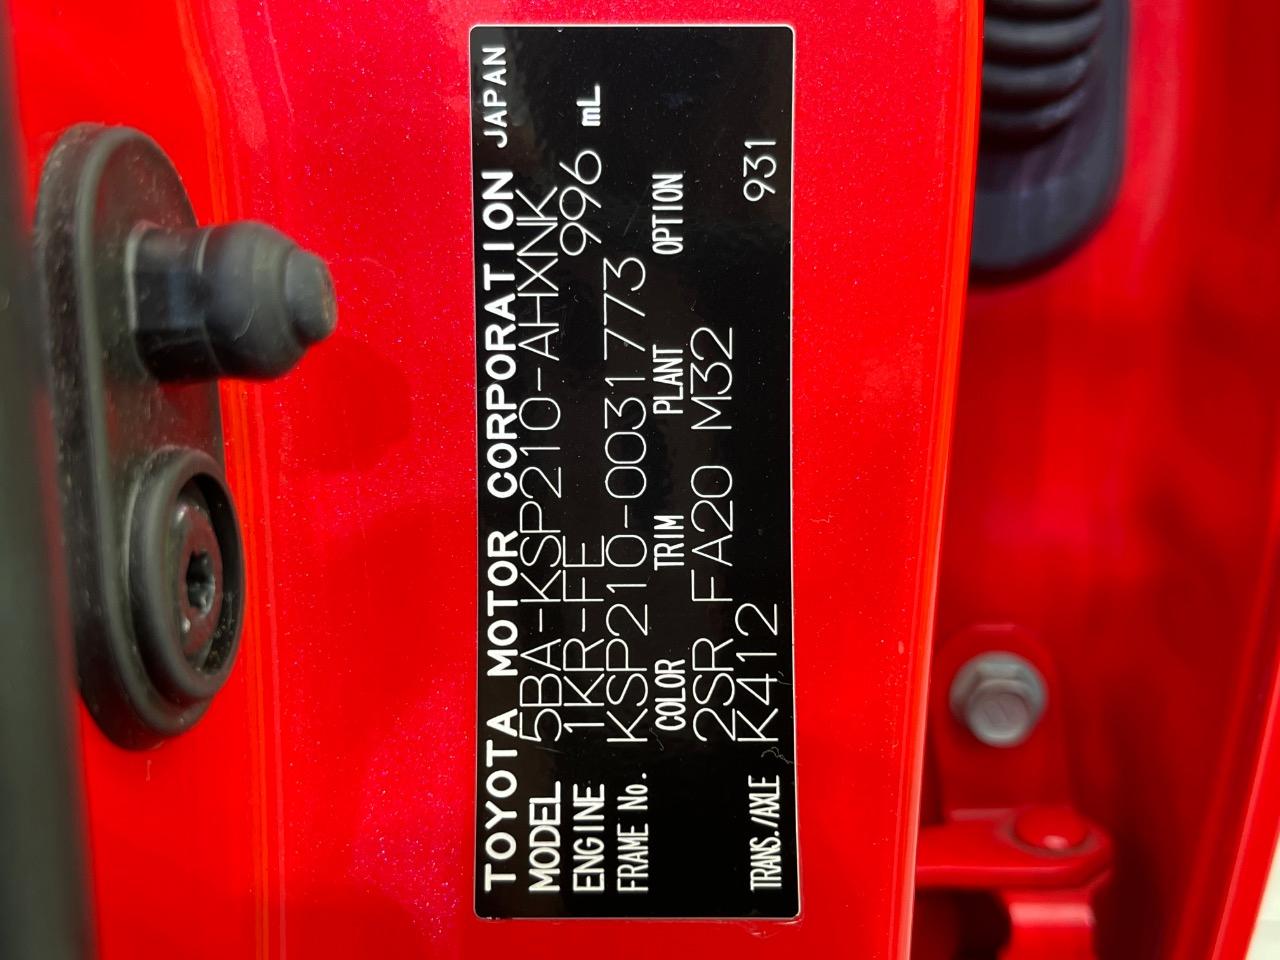 TOYOTA MOTOR CORPORATION JAPAN
MODEL 5BA-KSP210-AHXNK
ENGINE 1KR-FE 996 mL
FRAME No. KSP210-0031773
COLOR TRIM PLANT OPTION
2SR FA20 M32
TRANS./AXLE K412 931